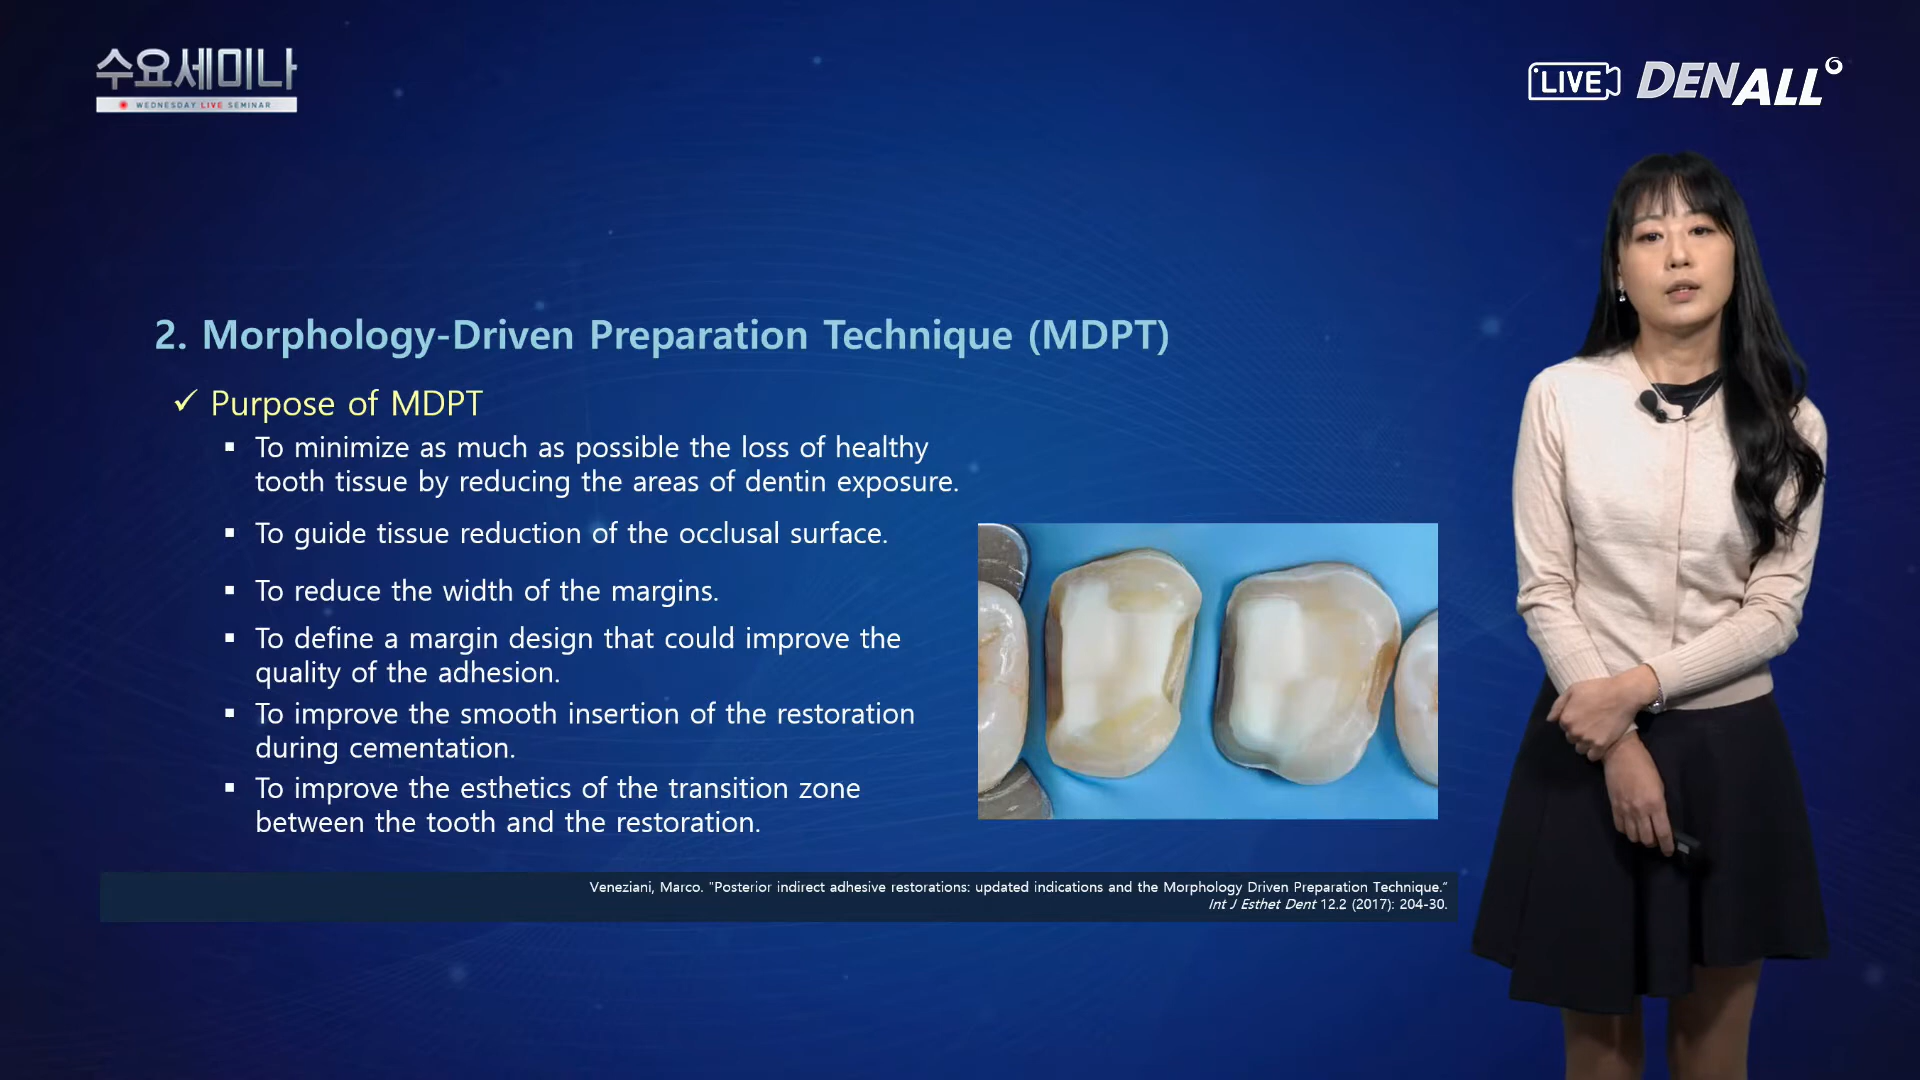 수요세미나
WEDNESDAY LIVE SEMINAR
LIVE DENALL
2. Morphology-Driven Preparation Technique (MDPT)
✓ Purpose of MDPT
▪ To minimize as much as possible the loss of healthy
tooth tissue by reducing the areas of dentin exposure.
▪ To guide tissue reduction of the occlusal surface.
▪ To reduce the width of the margins.
▪ To define a margin design that could improve the
quality of the adhesion.
▪ To improve the smooth insertion of the restoration
during cementation.
▪ To improve the esthetics of the transition zone
between the tooth and the restoration.
Veneziani, Marco. "Posterior indirect adhesive restorations: updated indications and the Morphology Driven Preparation Technique."
Int J Esthet Dent 12.2 (2017): 204-30.